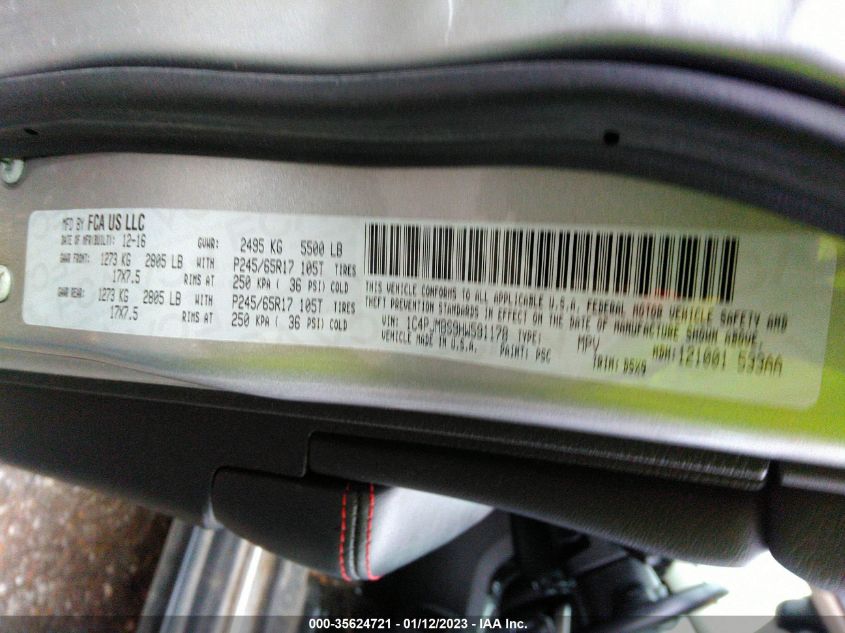 MFD BY FCA US LLC
DATE OF MFR(BUILT): 12-16 GVWR: 2495 KG 5500 LB
GAWR FRONT: 1273 KG 2805 LB WITH P245/65R17 105T TIRES
17X7.5 RIMS AT 250 KPA ( 36 PSI) COLD
GAWR REAR: 1273 KG 2805 LB WITH P245/65R17 105T TIRES
17X7.5 RIMS AT 250 KPA ( 36 PSI) COLD
THIS VEHICLE CONFORMS TO ALL APPLICABLE U.S.A. FEDERAL MOTOR VEHICLE SAFETY AND
THEFT PREVENTION STANDARDS IN EFFECT ON THE DATE OF MANUFACTURE SHOWN ABOVE.
VIN: TYPE: MPV MDH: 121001 533AA
VEHICLE MADE IN U.S.A. PAINT: PSC TRIM:
000-35624721 - 01/12/2023 - IAA Inc.